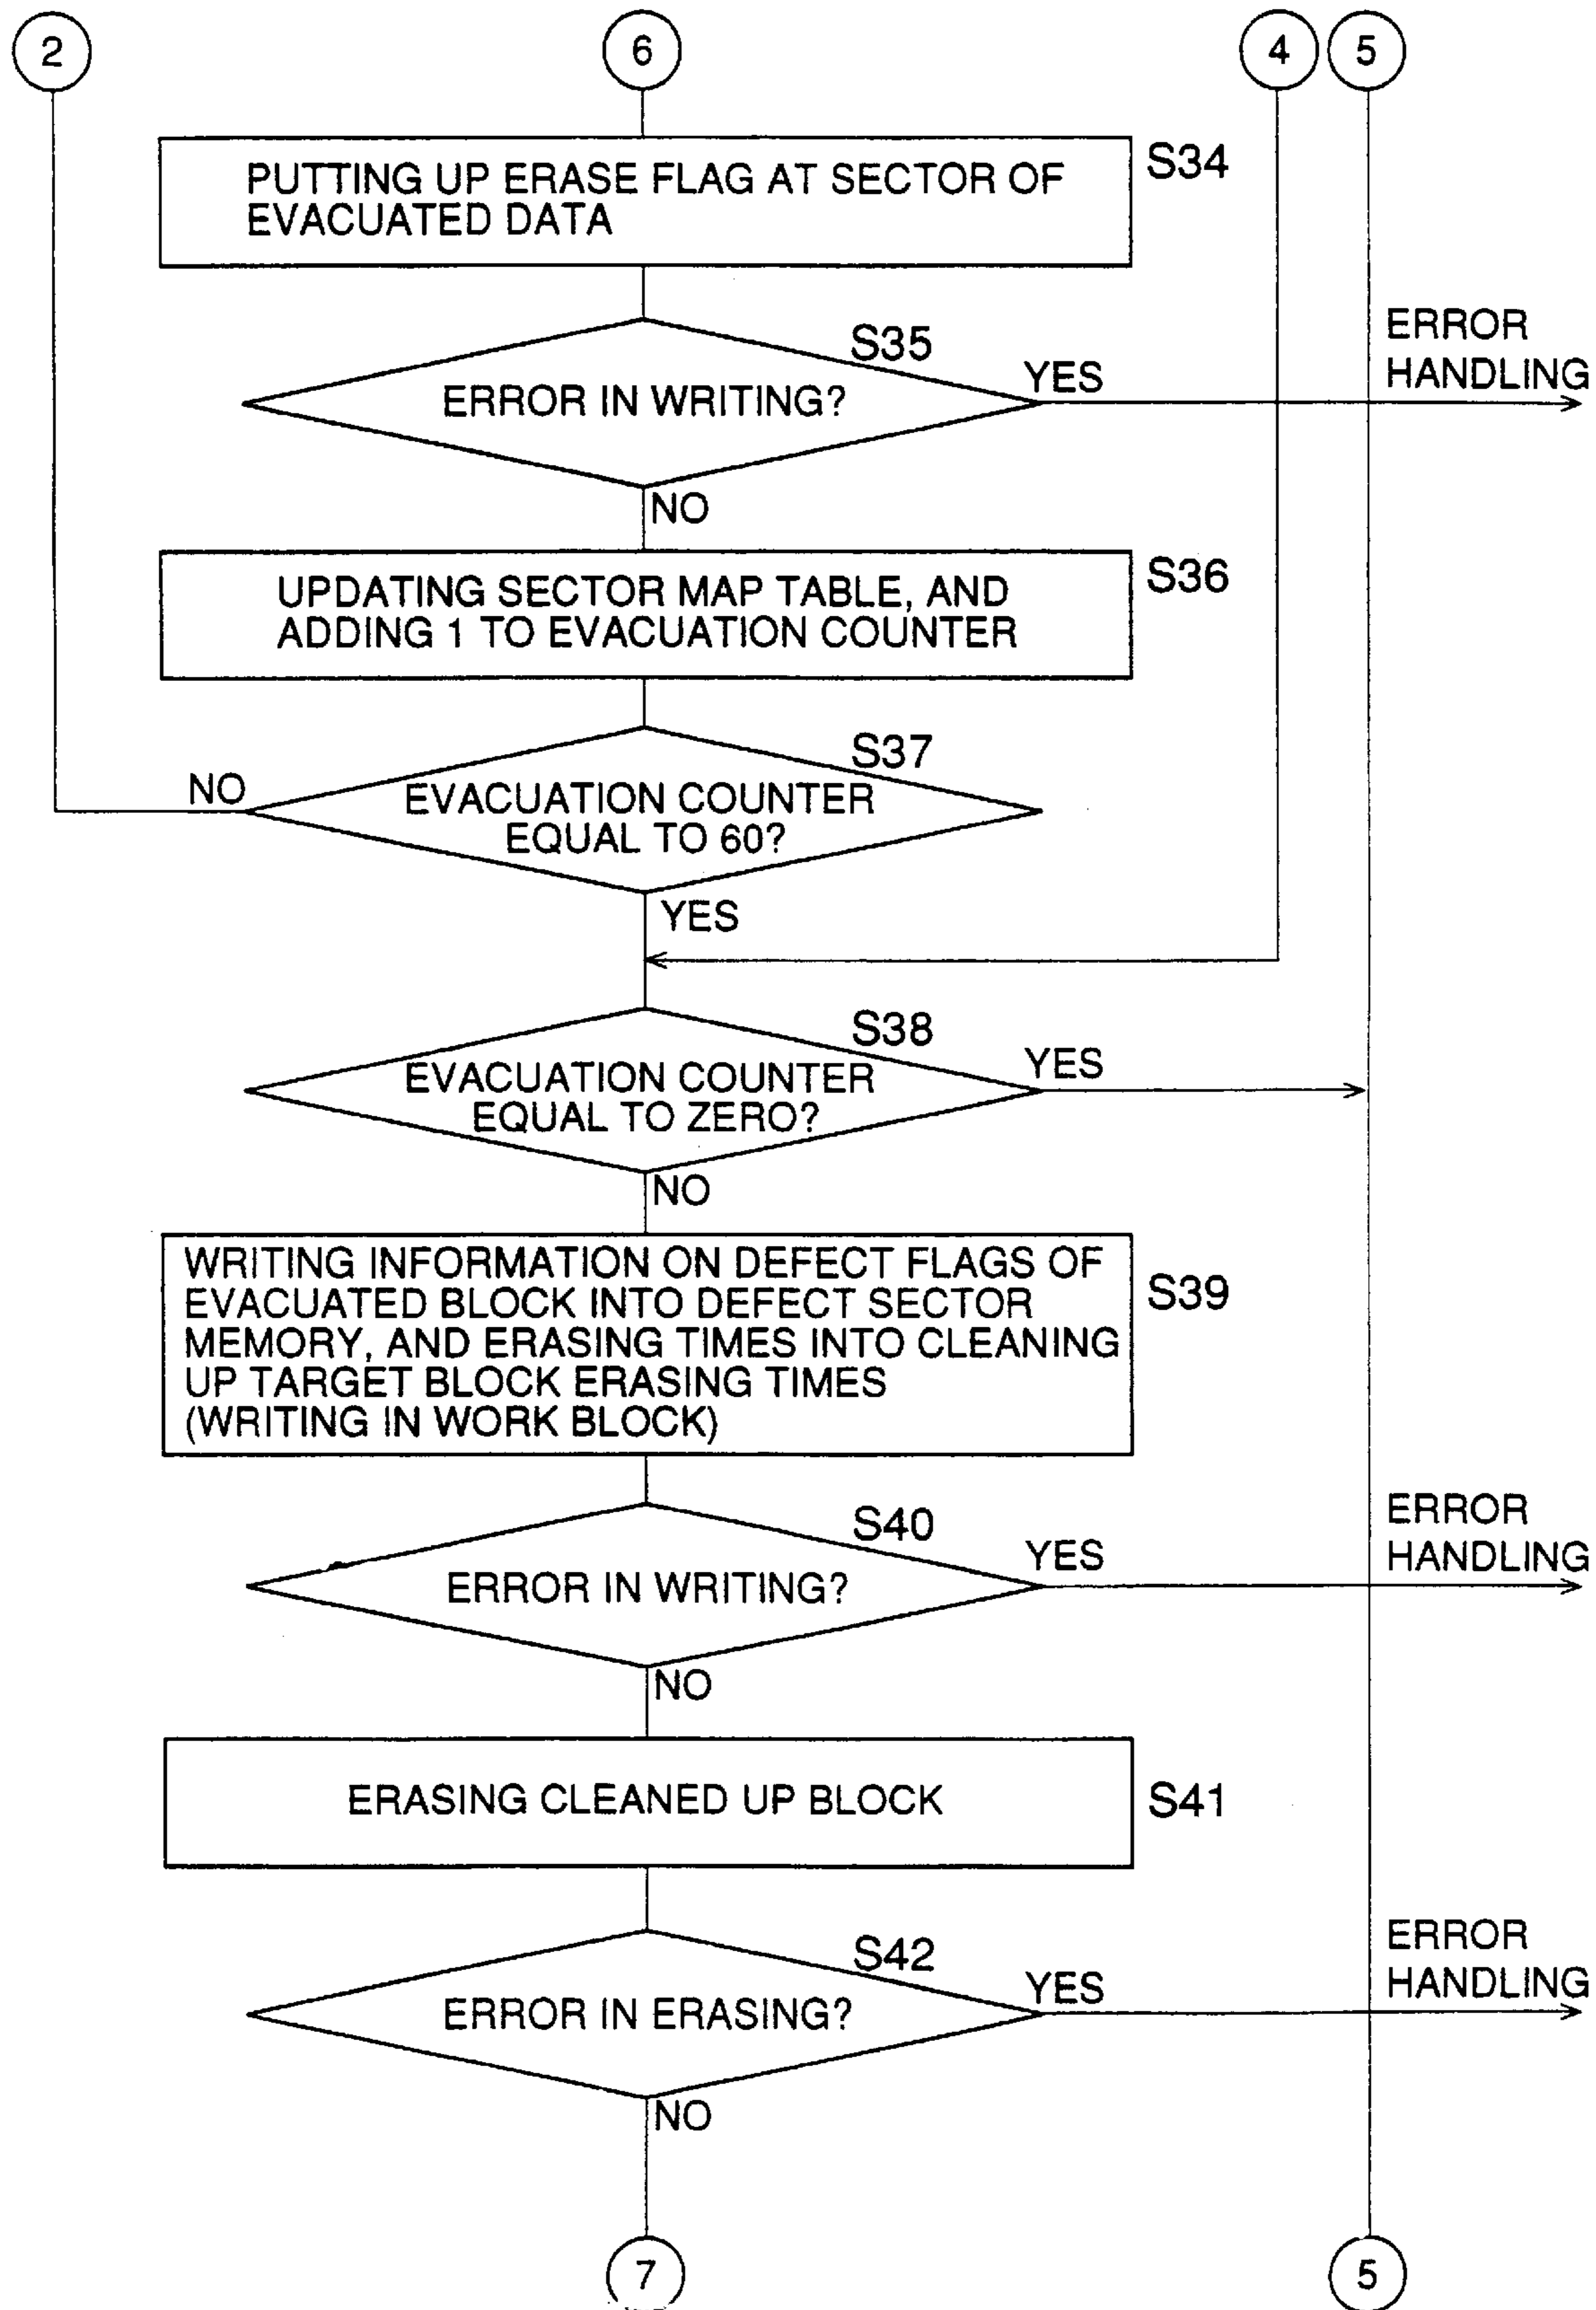 2
6
4
5
PUTTING UP ERASE FLAG AT SECTOR OF
EVACUATED DATA
S34
S35
ERROR IN WRITING?
YES
ERROR
HANDLING
NO
UPDATING SECTOR MAP TABLE, AND
ADDING 1 TO EVACUATION COUNTER
S36
S37
NO
EVACUATION COUNTER
EQUAL TO 60?
YES
S38
EVACUATION COUNTER
EQUAL TO ZERO?
YES
NO
WRITING INFORMATION ON DEFECT FLAGS OF
EVACUATED BLOCK INTO DEFECT SECTOR
MEMORY, AND ERASING TIMES INTO CLEANING
UP TARGET BLOCK ERASING TIMES
(WRITING IN WORK BLOCK)
S39
S40
ERROR IN WRITING?
YES
ERROR
HANDLING
NO
ERASING CLEANED UP BLOCK
S41
S42
ERROR IN ERASING?
YES
ERROR
HANDLING
NO
7
5